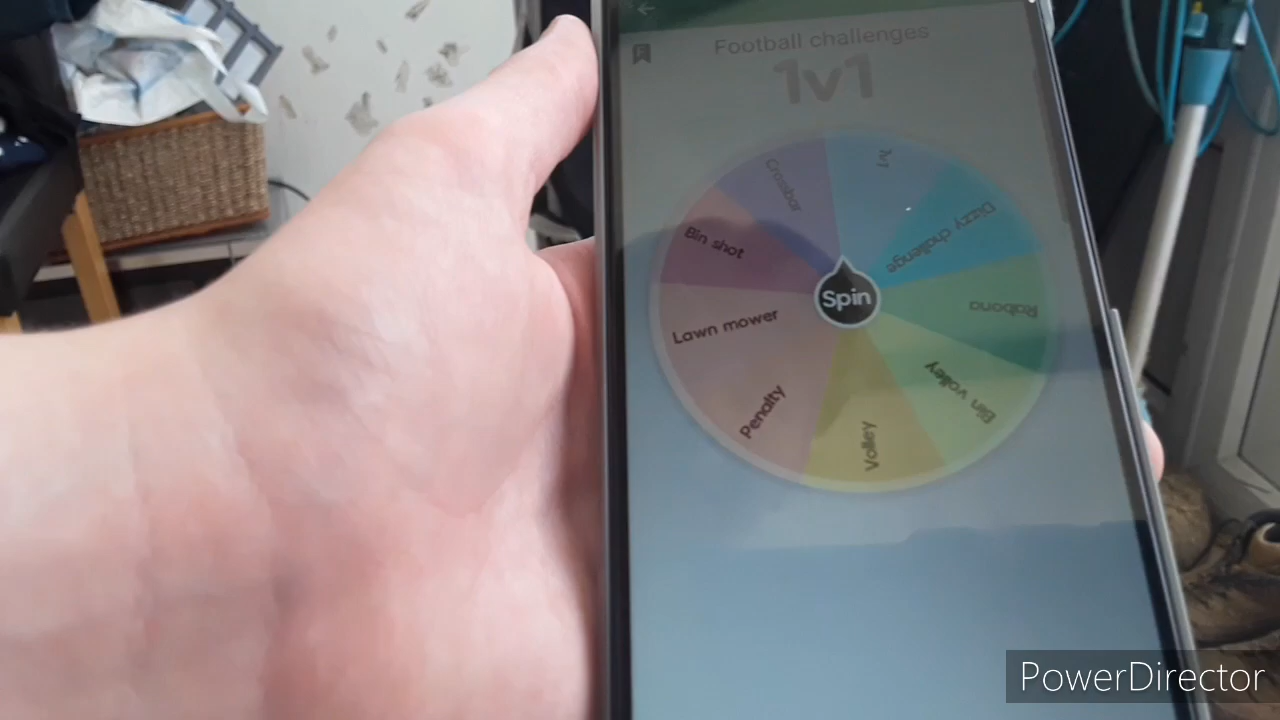 Football challenges
1v1
1v1
Crossbar
Dizzy challenge
Bin shot
Spin
Rabona
Lawn mower
Bin volley
Penalty
Volley
PowerDirector